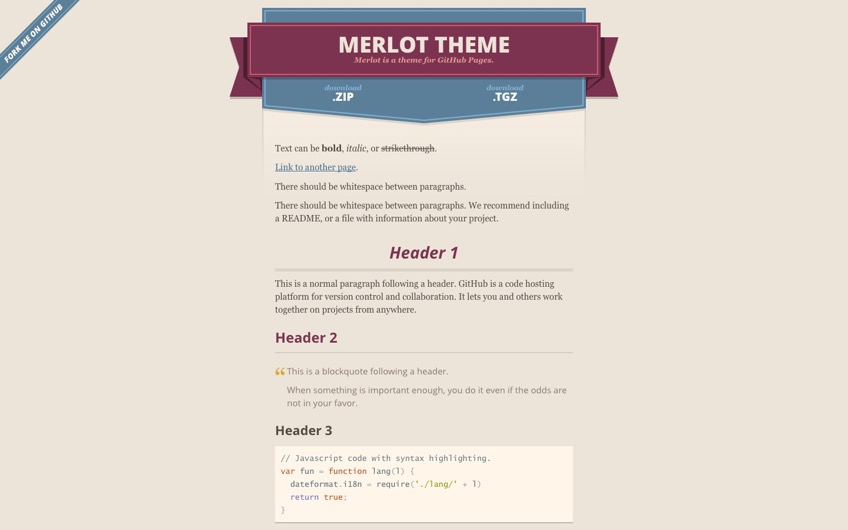 FORK ME ON GITHUB
MERLOT THEME
Merlot is a theme for GitHub Pages.
download
.ZIP
download
.TGZ
Text can be bold, italic, or strikethrough.
Link to another page.
There should be whitespace between paragraphs.
There should be whitespace between paragraphs. We recommend including
a README, or a file with information about your project.
Header 1
This is a normal paragraph following a header. GitHub is a code hosting
platform for version control and collaboration. It lets you and others work
together on projects from anywhere.
Header 2
“ This is a blockquote following a header.
When something is important enough, you do it even if the odds are
not in your favor.
Header 3
// Javascript code with syntax highlighting.
var fun = function lang(l) {
  dateformat.i18n = require('./lang/' + l)
  return true;
}